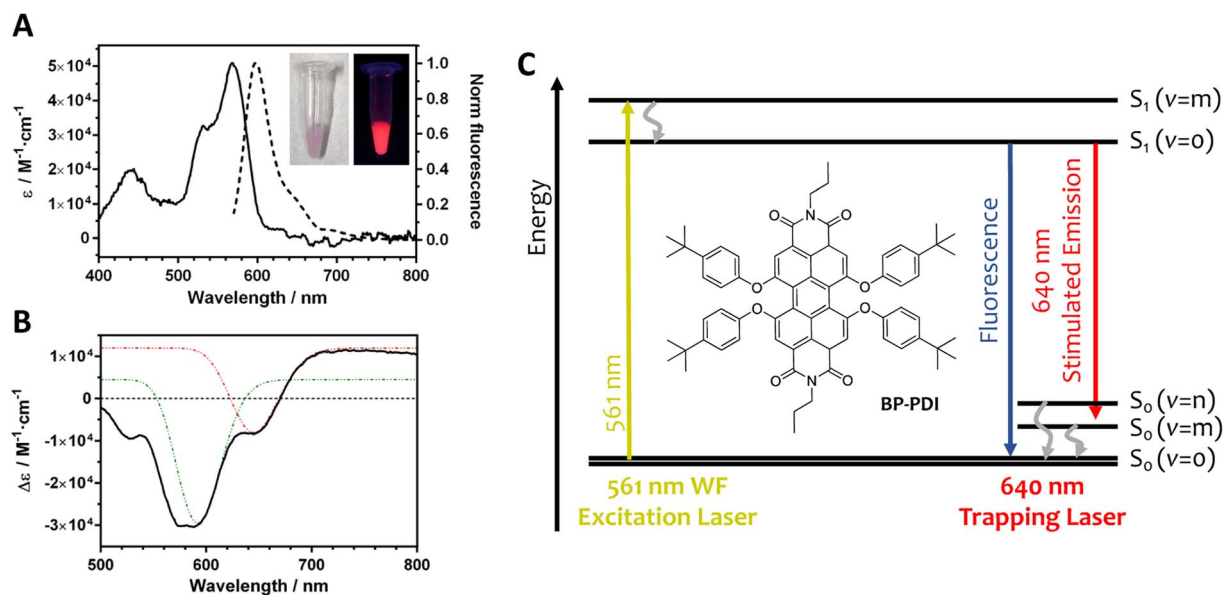 A
5×10⁴
4×10⁴
3×10⁴
2×10⁴
1×10⁴
0
ε / M⁻¹·cm⁻¹
400
500
600
700
800
Wavelength / nm
1.0
0.8
0.6
0.4
0.2
0.0
Norm fluorescence
B
1×10⁴
0
-1×10⁴
-2×10⁴
-3×10⁴
Δε / M⁻¹·cm⁻¹
500
600
700
800
Wavelength / nm
C
Energy
S₁ (v=m)
S₁ (v=0)
561 nm
N
O
O
O
O
O
O
O
O
N
BP-PDI
Fluorescence
640 nm
Stimulated Emission
S₀ (v=n)
S₀ (v=m)
S₀ (v=0)
561 nm WF
Excitation Laser
640 nm
Trapping Laser